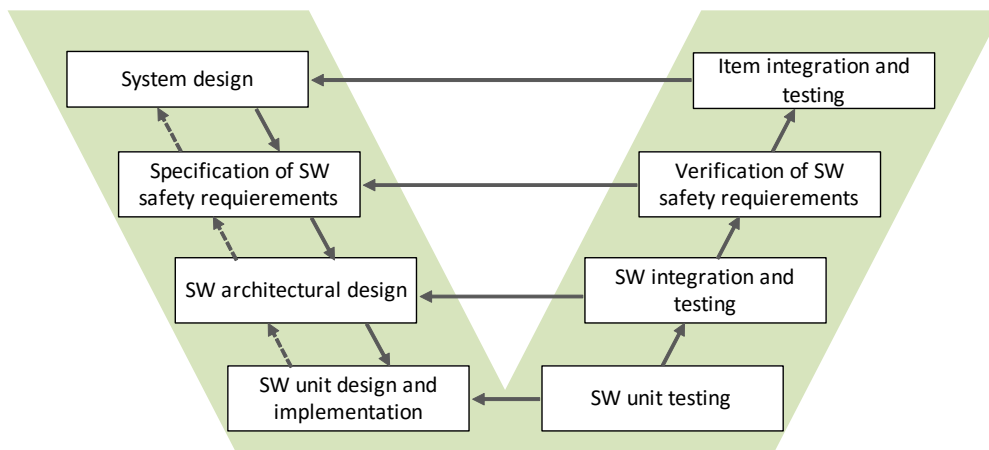 System design
Item integration and
testing
Specification of SW
safety requierements
Verification of SW
safety requierements
SW architectural design
SW integration and
testing
SW unit design and
implementation
SW unit testing